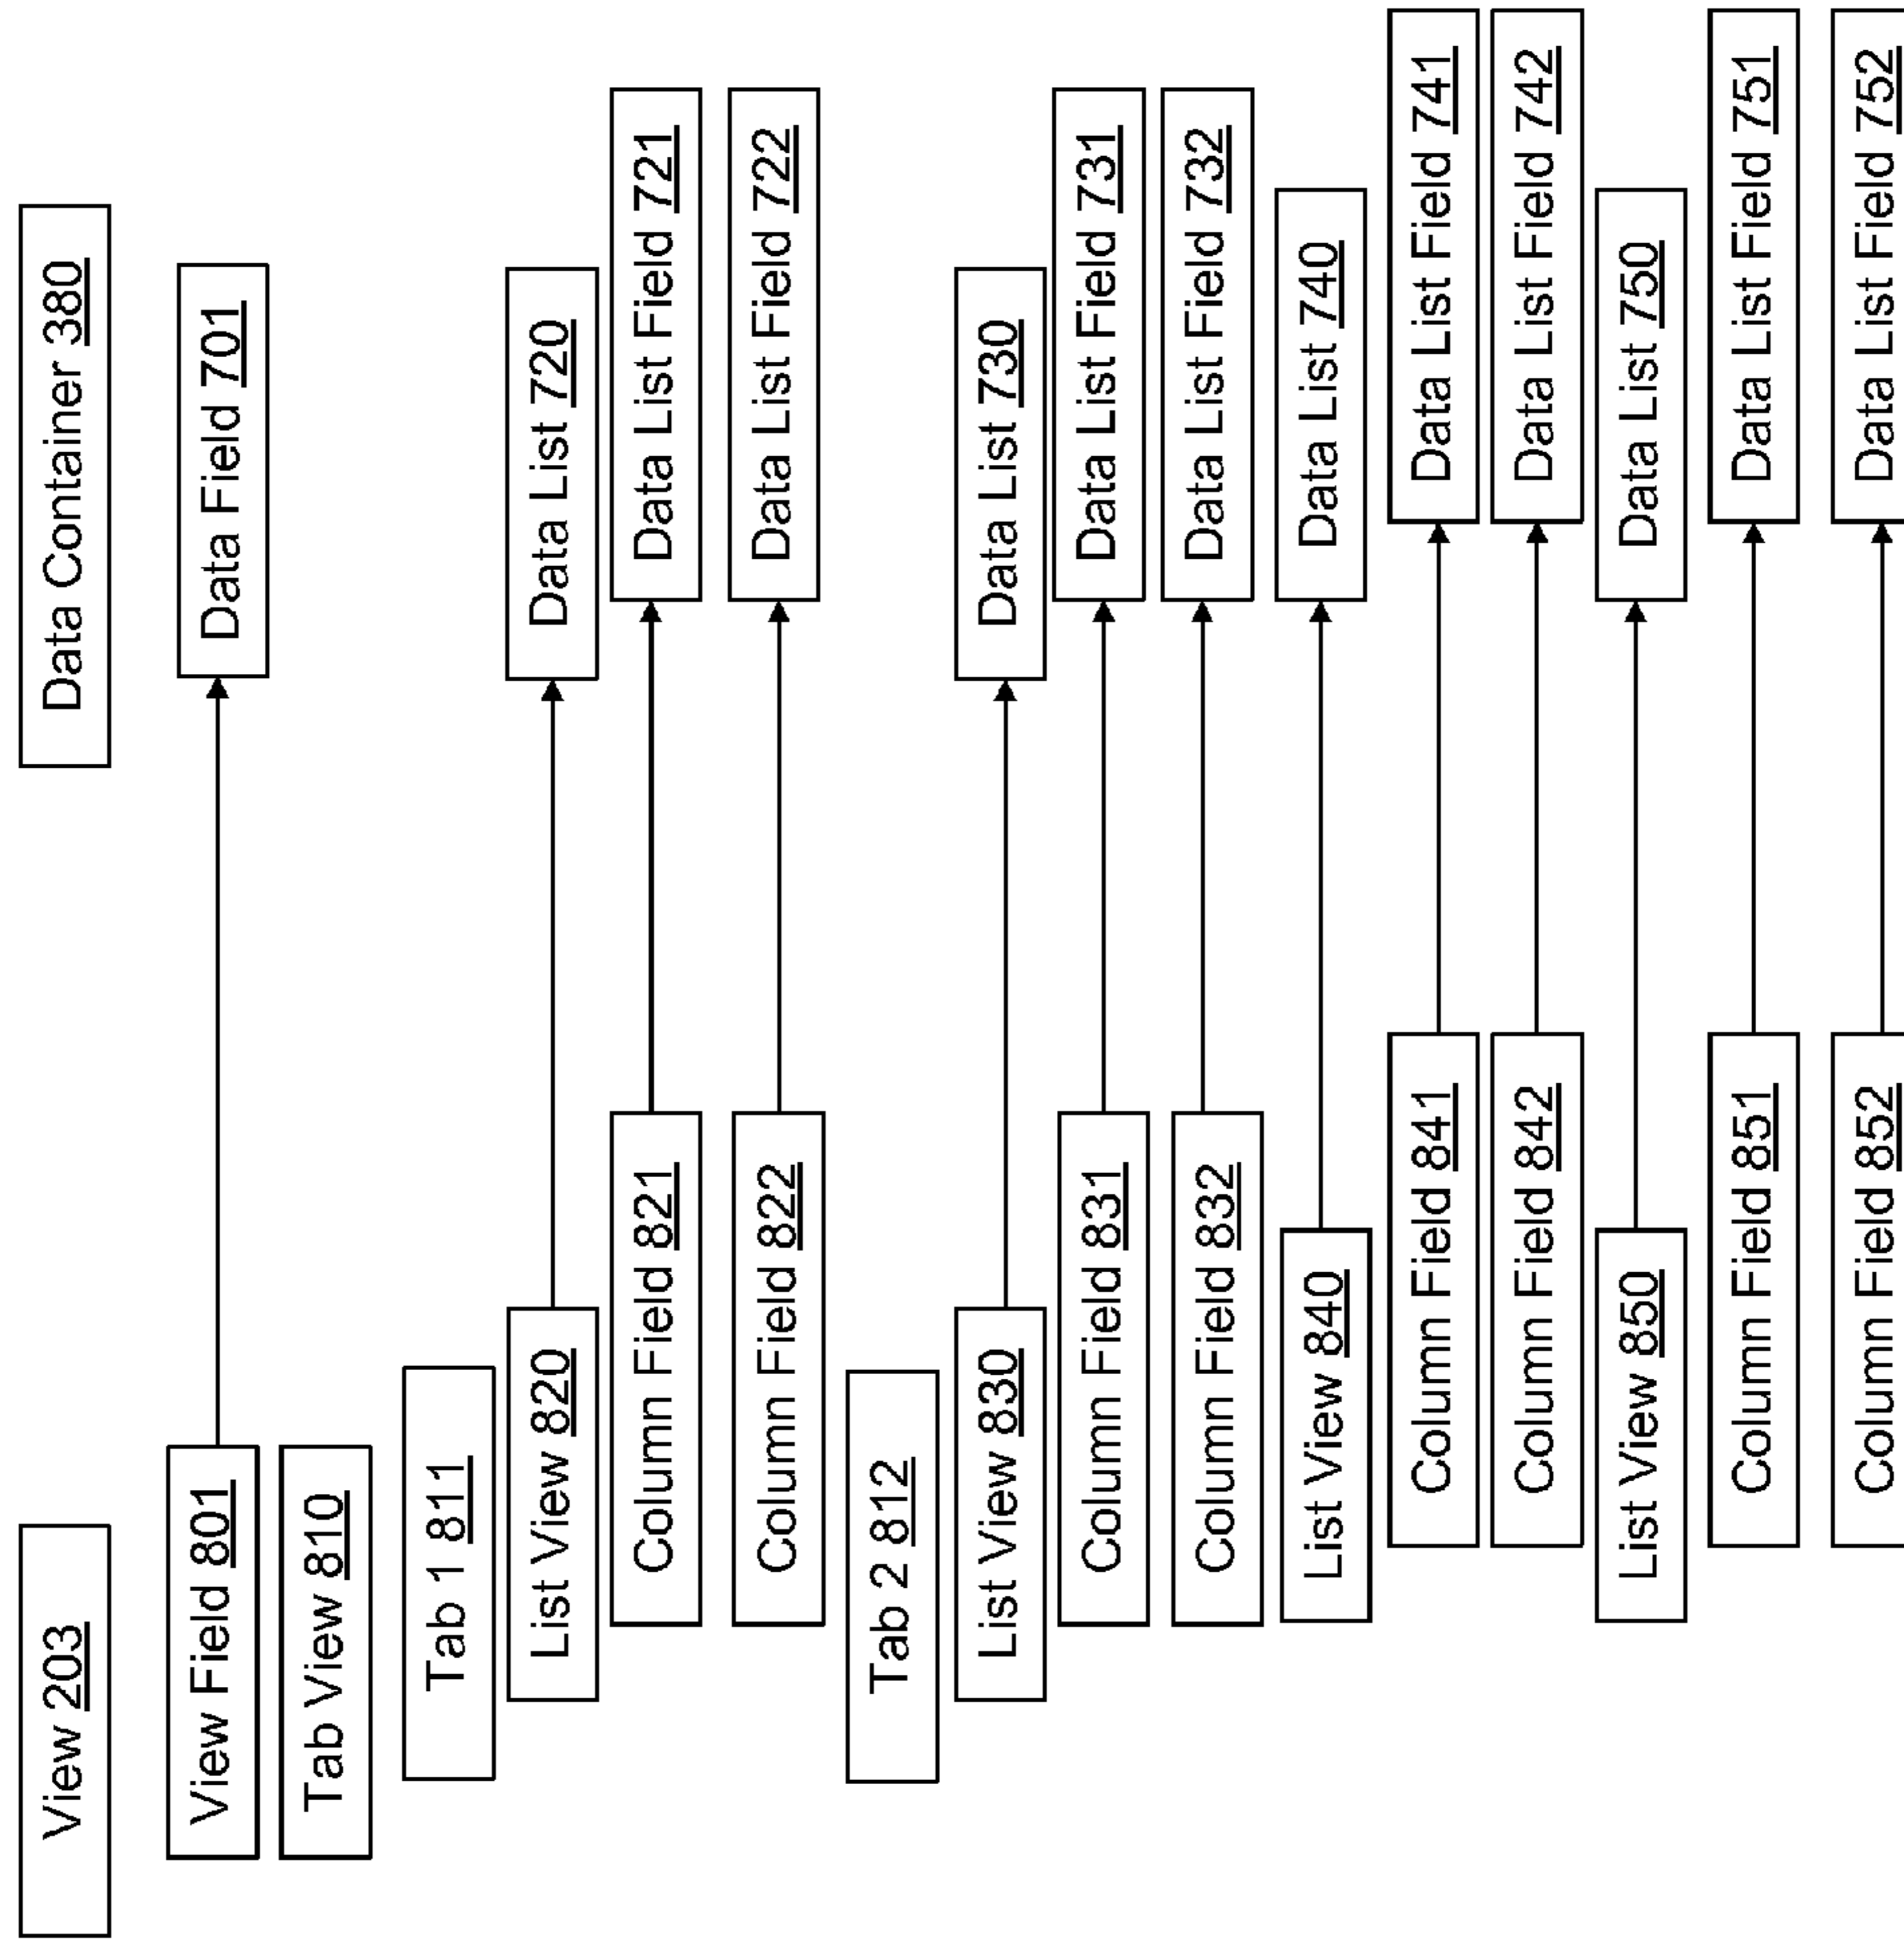 View 203
Data Container 380
View Field 801
Data Field 701
Tab View 810
Tab 1 811
List View 820
Data List 720
Column Field 821
Data List Field 721
Column Field 822
Data List Field 722
Tab 2 812
List View 830
Data List 730
Column Field 831
Data List Field 731
Column Field 832
Data List Field 732
List View 840
Data List 740
Column Field 841
Data List Field 741
Column Field 842
Data List Field 742
List View 850
Data List 750
Column Field 851
Data List Field 751
Column Field 852
Data List Field 752